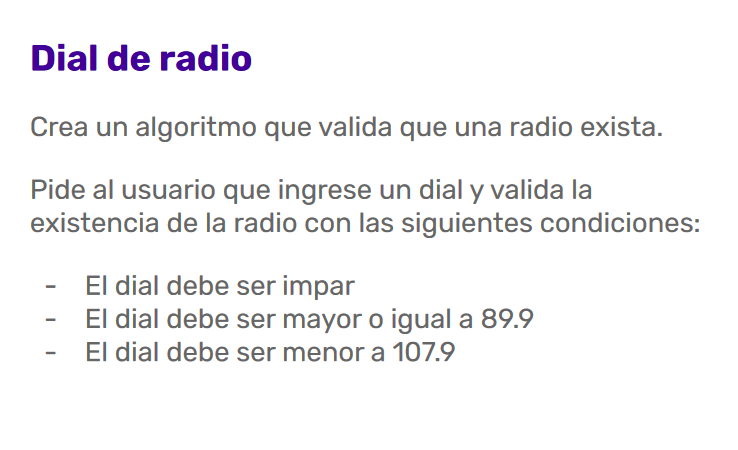 Dial de radio
Crea un algoritmo que valida que una radio exista.
Pide al usuario que ingrese un dial y valida la
existencia de la radio con las siguientes condiciones:
- El dial debe ser impar
- El dial debe ser mayor o igual a 89.9
- El dial debe ser menor a 107.9